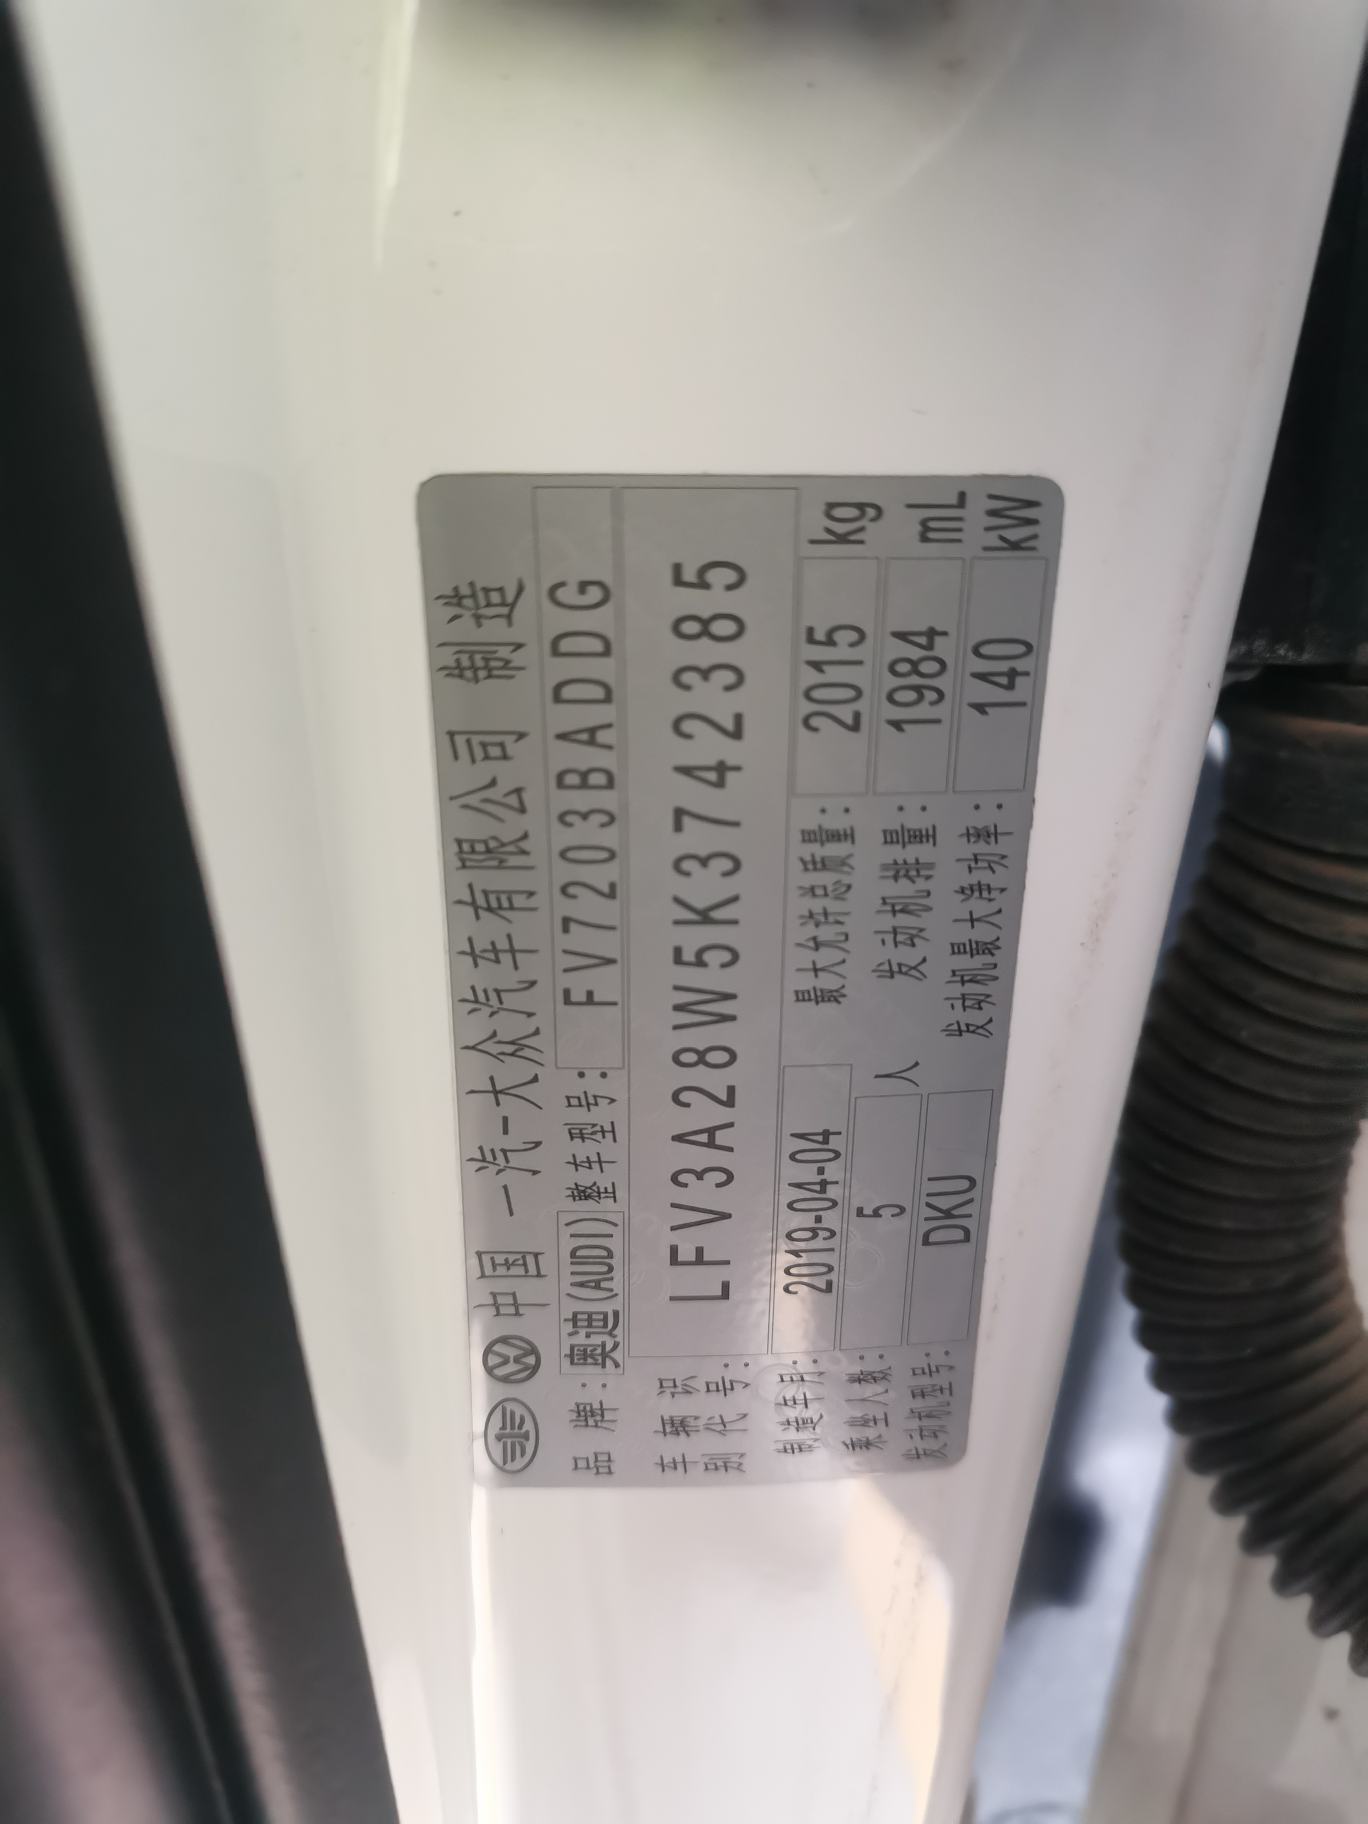 中国 一汽-大众汽车有限公司 制造
品牌: 奥迪(AUDI) 整车型号: FV7203BADDG
车辆识别代号: LFV3A28W5K3742385
制造年月: 2019-04-04 最大允许总质量: 2015 kg
乘坐人数: 5 人 发动机排量: 1984 mL
发动机型号: DKU 发动机最大净功率: 140 kW